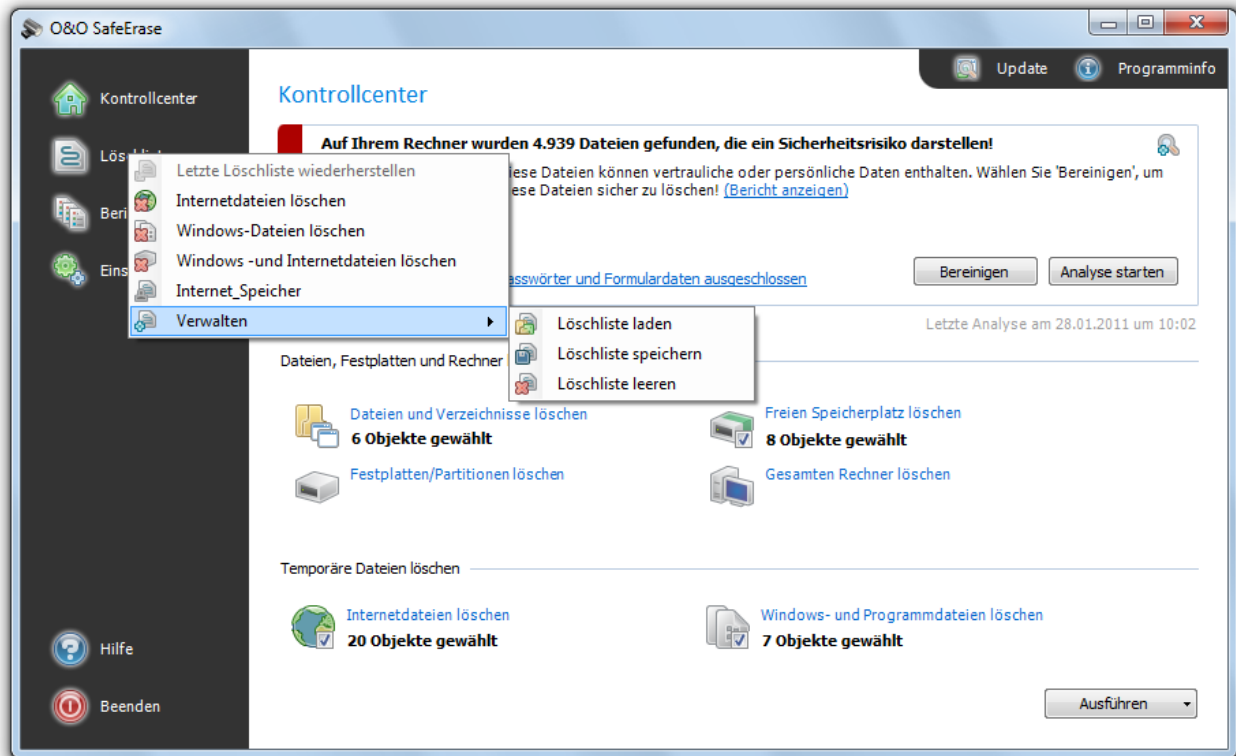 O&O SafeErase
Update
Programminfo
Kontrollcenter
Kontrollcenter
Auf Ihrem Rechner wurden 4.939 Dateien gefunden, die ein Sicherheitsrisiko darstellen!
Dateien können vertrauliche oder persönliche Daten enthalten. Wählen Sie 'Bereinigen', um
Dateien sicher zu löschen! (Bericht anzeigen)
und Formulardaten ausgeschlossen
Bereinigen
Analyse starten
Letzte Analyse am 28.01.2011 um 10:02
Letzte Löschliste wiederherstellen
Internetdateien löschen
Windows-Dateien löschen
Windows -und Internetdateien löschen
Internet_Speicher
Verwalten
Löschliste laden
Löschliste speichern
Löschliste leeren
Dateien, Festplatten und Rechner
Dateien und Verzeichnisse löschen
6 Objekte gewählt
Freien Speicherplatz löschen
8 Objekte gewählt
Festplatten/Partitionen löschen
Gesamten Rechner löschen
Temporäre Dateien löschen
Internetdateien löschen
20 Objekte gewählt
Windows- und Programmdateien löschen
7 Objekte gewählt
Hilfe
Beenden
Ausführen